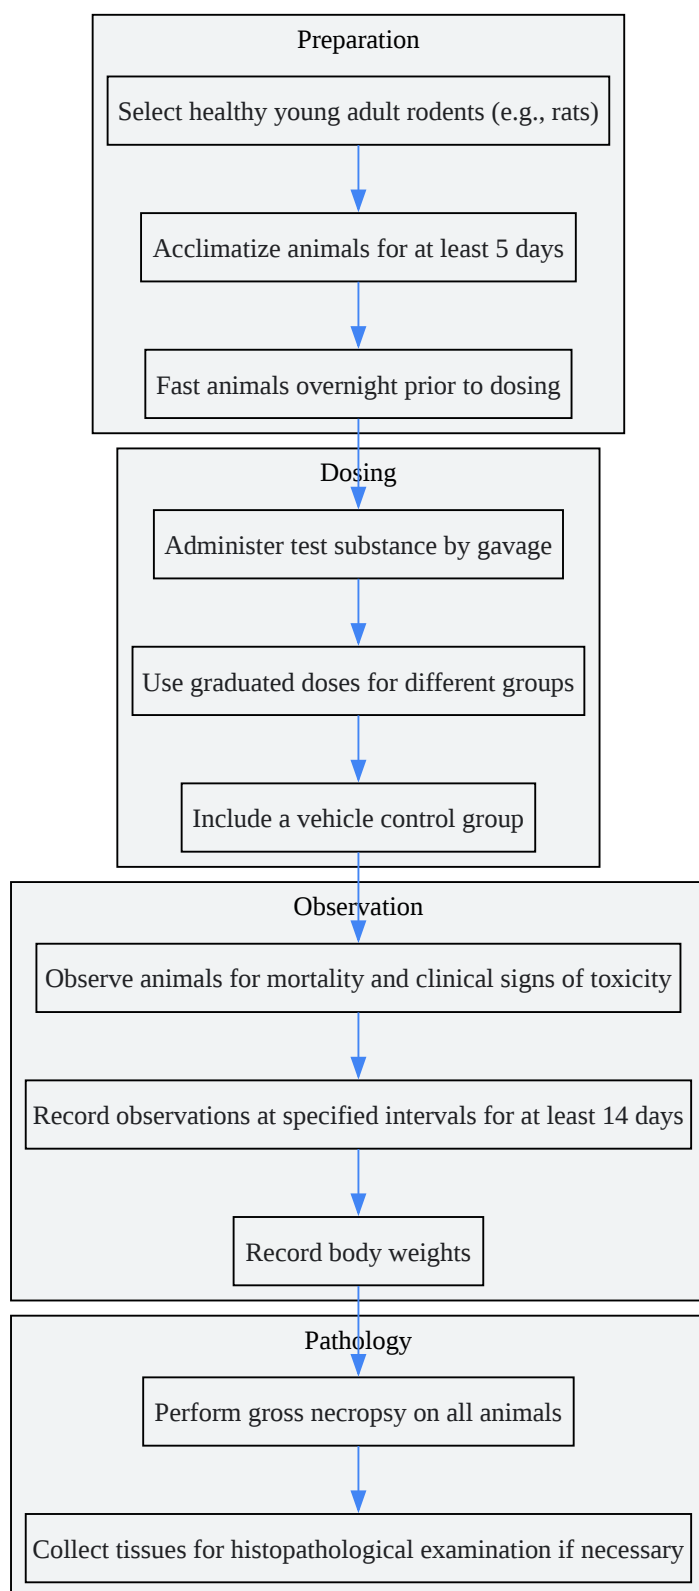 Preparation
Select healthy young adult rodents (e.g., rats)
Acclimatize animals for at least 5 days
Fast animals overnight prior to dosing
Dosing
Administer test substance by gavage
Use graduated doses for different groups
Include a vehicle control group
Observation
Observe animals for mortality and clinical signs of toxicity
Record observations at specified intervals for at least 14 days
Record body weights
Pathology
Perform gross necropsy on all animals
Collect tissues for histopathological examination if necessary